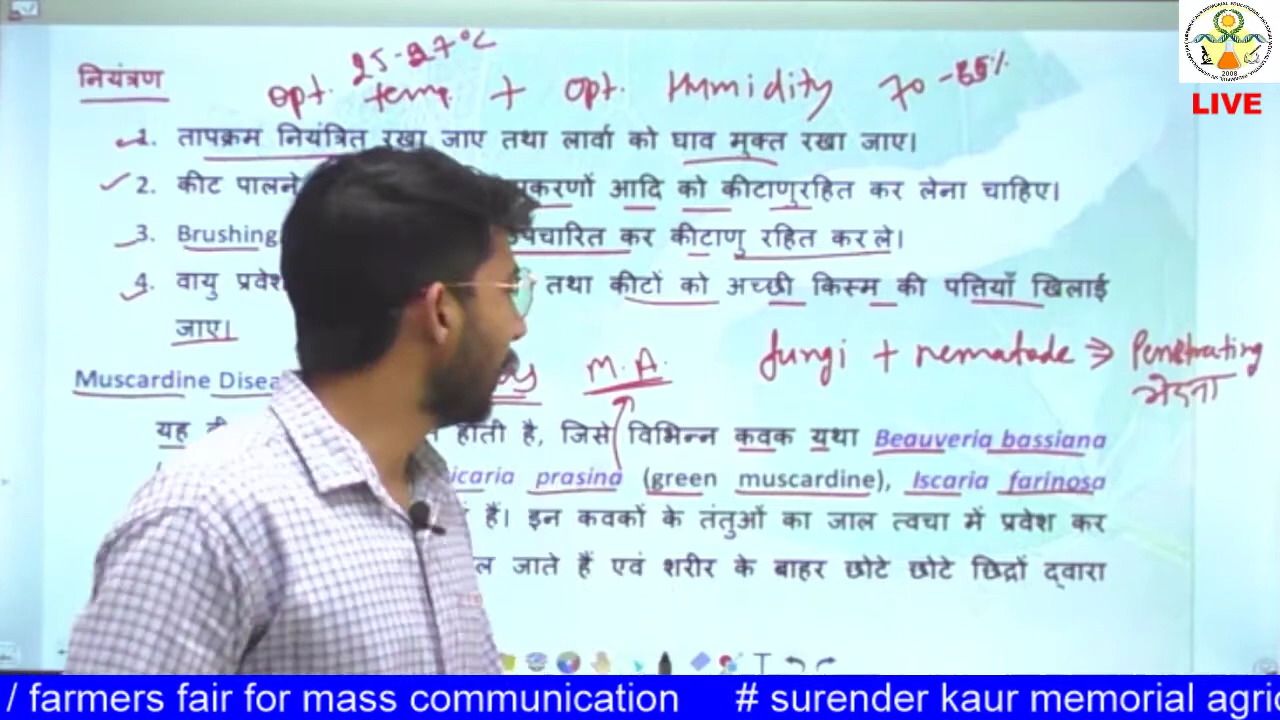 25-27°C
नियंत्रण opt. temp. + opt. Humidity 70
1. तापक्रम नियंत्रित रखा जाए तथा लार्वा को घाव मुक्त रखा जाए।
2. कीट पालने करणों आदि को कीटाणुरहित कर लेना चाहिए।
3. Brushing उपचारित कर कीटाणु रहित कर ले।
4. वायु प्रवेश तथा कीटों को अच्छी किस्म की पत्तियाँ खिलाई
जाए।
fungi + nematode ⇒ Penetrating
भेदना
Muscardine Disea M.A.
यह होती है, जिसे विभिन्न कवक यथा Beauveria bassiana
icaria prasina (green muscardine), Iscaria farinosa
हैं। इन कवकों के तंतुओं का जाल त्वचा में प्रवेश कर
ल जाते हैं एवं शरीर के बाहर छोटे छोटे छिद्रों द्वारा
2008
LIVE
/ farmers fair for mass communication # surender kaur memorial agric